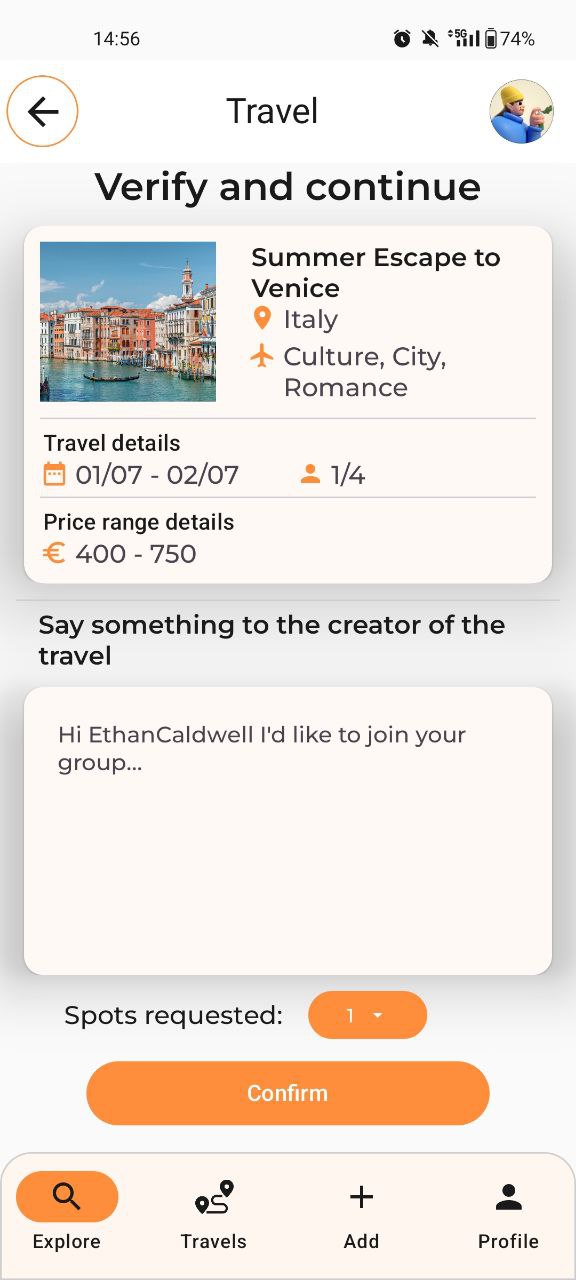 14:56
5G
74%
Travel
Verify and continue
Summer Escape to
Venice
Italy
Culture, City,
Romance
Travel details
01/07 - 02/07
1/4
Price range details
€ 400 - 750
Say something to the creator of the
travel
Hi EthanCaldwell I'd like to join your
group...
Spots requested:
1
Confirm
Explore
Travels
Add
Profile